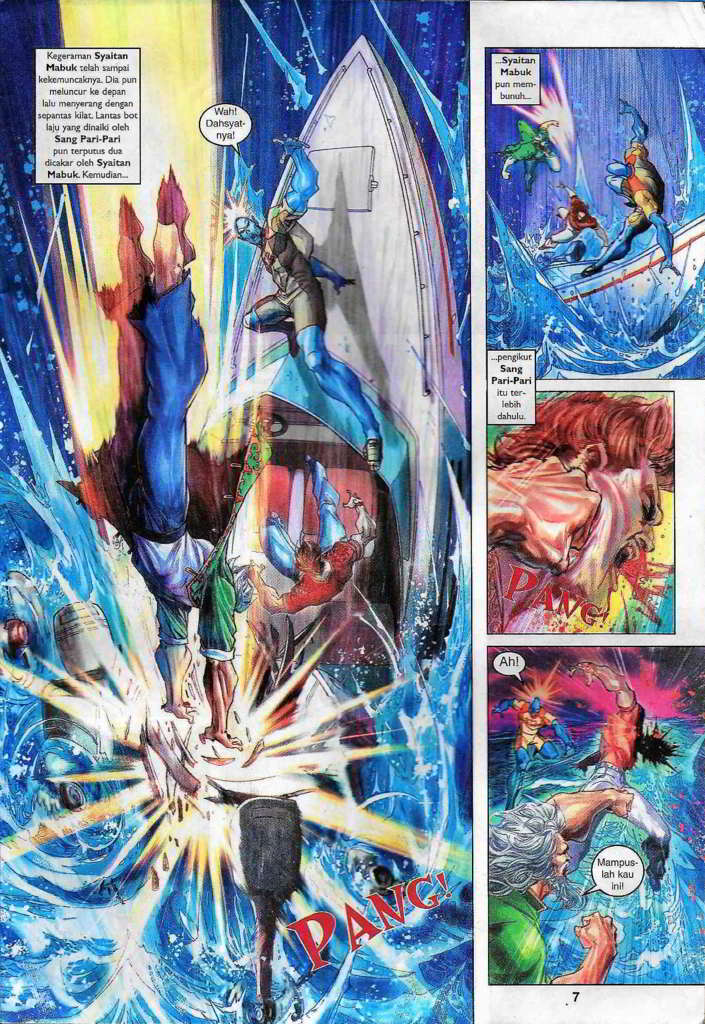 Kegeraman Syaitan
Mabuk telah sampai
kekemuncaknya. Dia pun
meluncur ke depan
lalu menyerang dengan
sepantas kilat. Lantas bot
laju yang dinaiki oleh
Sang Pari-Pari
pun terputus dua
dicakar oleh Syaitan
Mabuk. Kemudian...
Wah!
Dahsyat-
nya!
PANG!
...Syaitan
Mabuk
pun mem-
bunuh....
...pengikut
Sang
Pari-Pari
itu ter-
lebih
dahulu.
PANG!
Ah!
Mampus-
lah kau
ini!
7